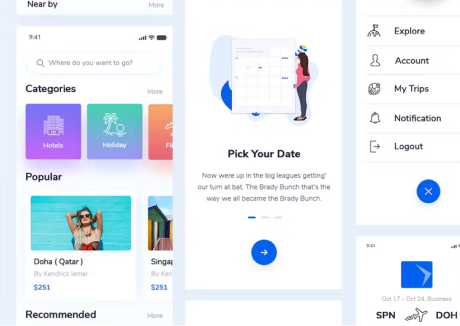 Near by
More
9:41
Where do you want to go?
Categories
More
Hotels
Holiday
Fli
Popular
Doha ( Qatar )
By Kendrick lamar
$251
Singap
By Ken
$251
Recommended
More
Pick Your Date
Now were up in the big leagues getting'
our turn at bat. The Brady Bunch that's the
way we all became the Brady Bunch.
Explore
Account
My Trips
Notification
Logout
9:41
Oct 17 - Oct 24, Business
SPN
DOH